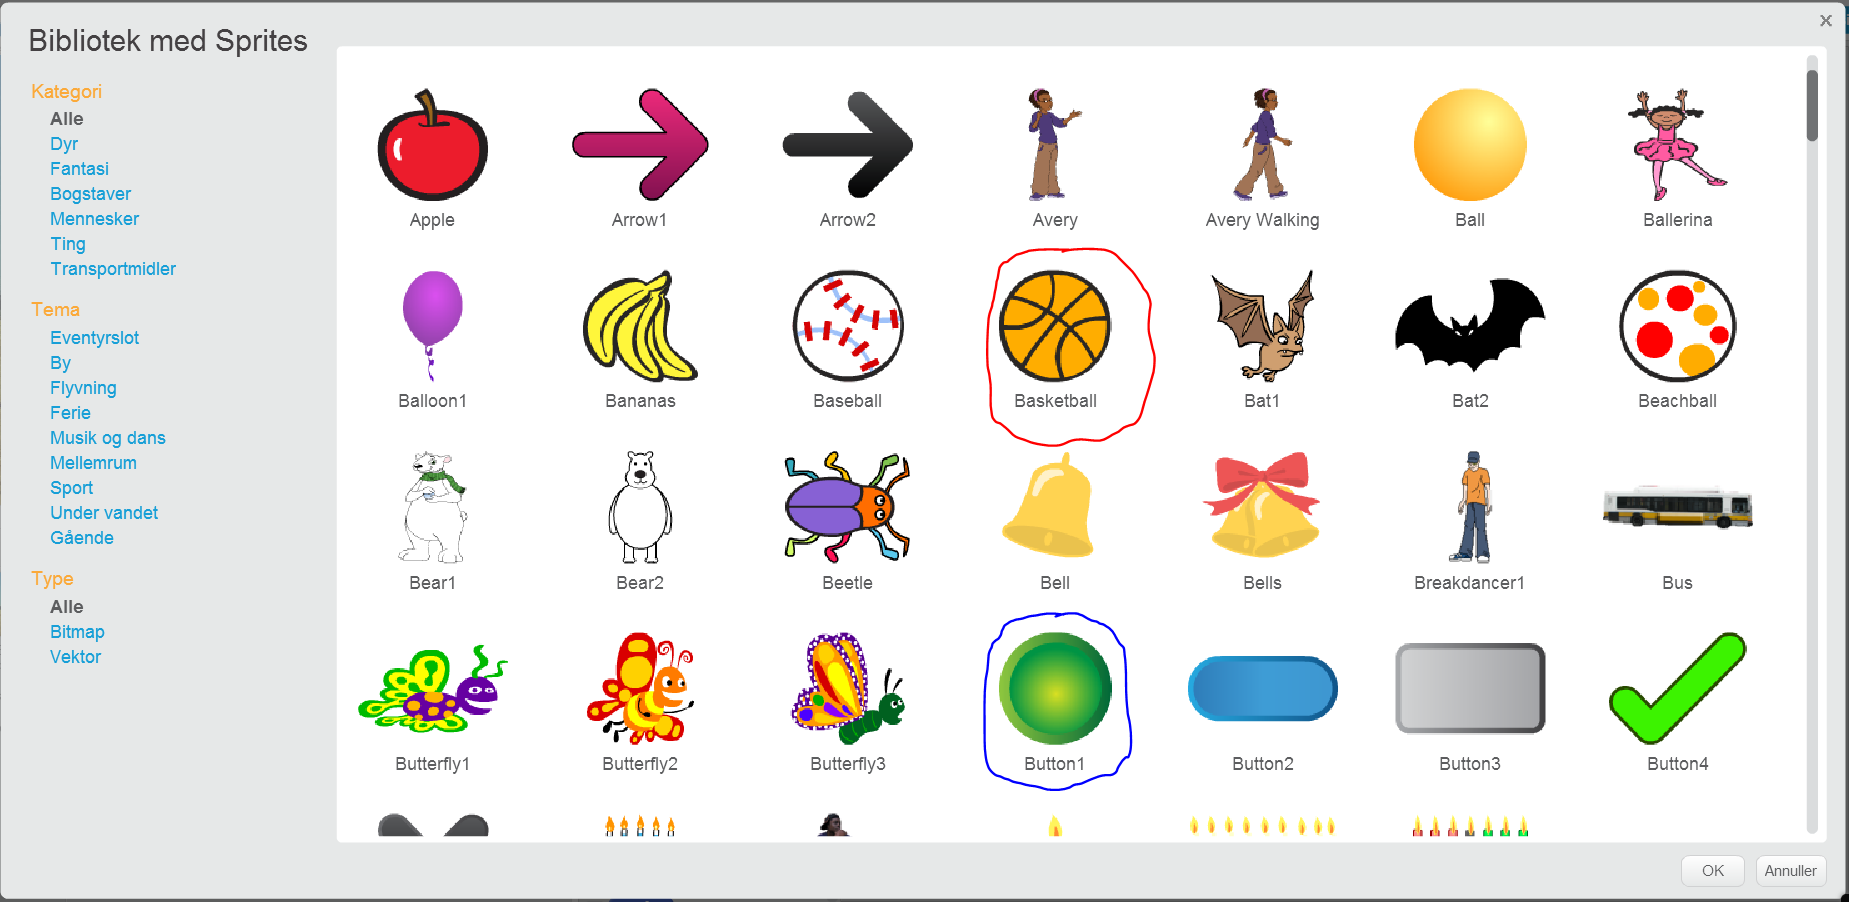 Bibliotek med Sprites
x
Kategori
Alle
Dyr
Fantasi
Bogstaver
Mennesker
Ting
Transportmidler
Tema
Eventyrslot
By
Flyvning
Ferie
Musik og dans
Mellemrum
Sport
Under vandet
Gående
Type
Alle
Bitmap
Vektor
Apple Arrow1 Arrow2 Avery Avery Walking Ball Ballerina
Balloon1 Bananas Baseball Basketball Bat1 Bat2 Beachball
Bear1 Bear2 Beetle Bell Bells Breakdancer1 Bus
Butterfly1 Butterfly2 Butterfly3 Button1 Button2 Button3 Button4
OK Annuller